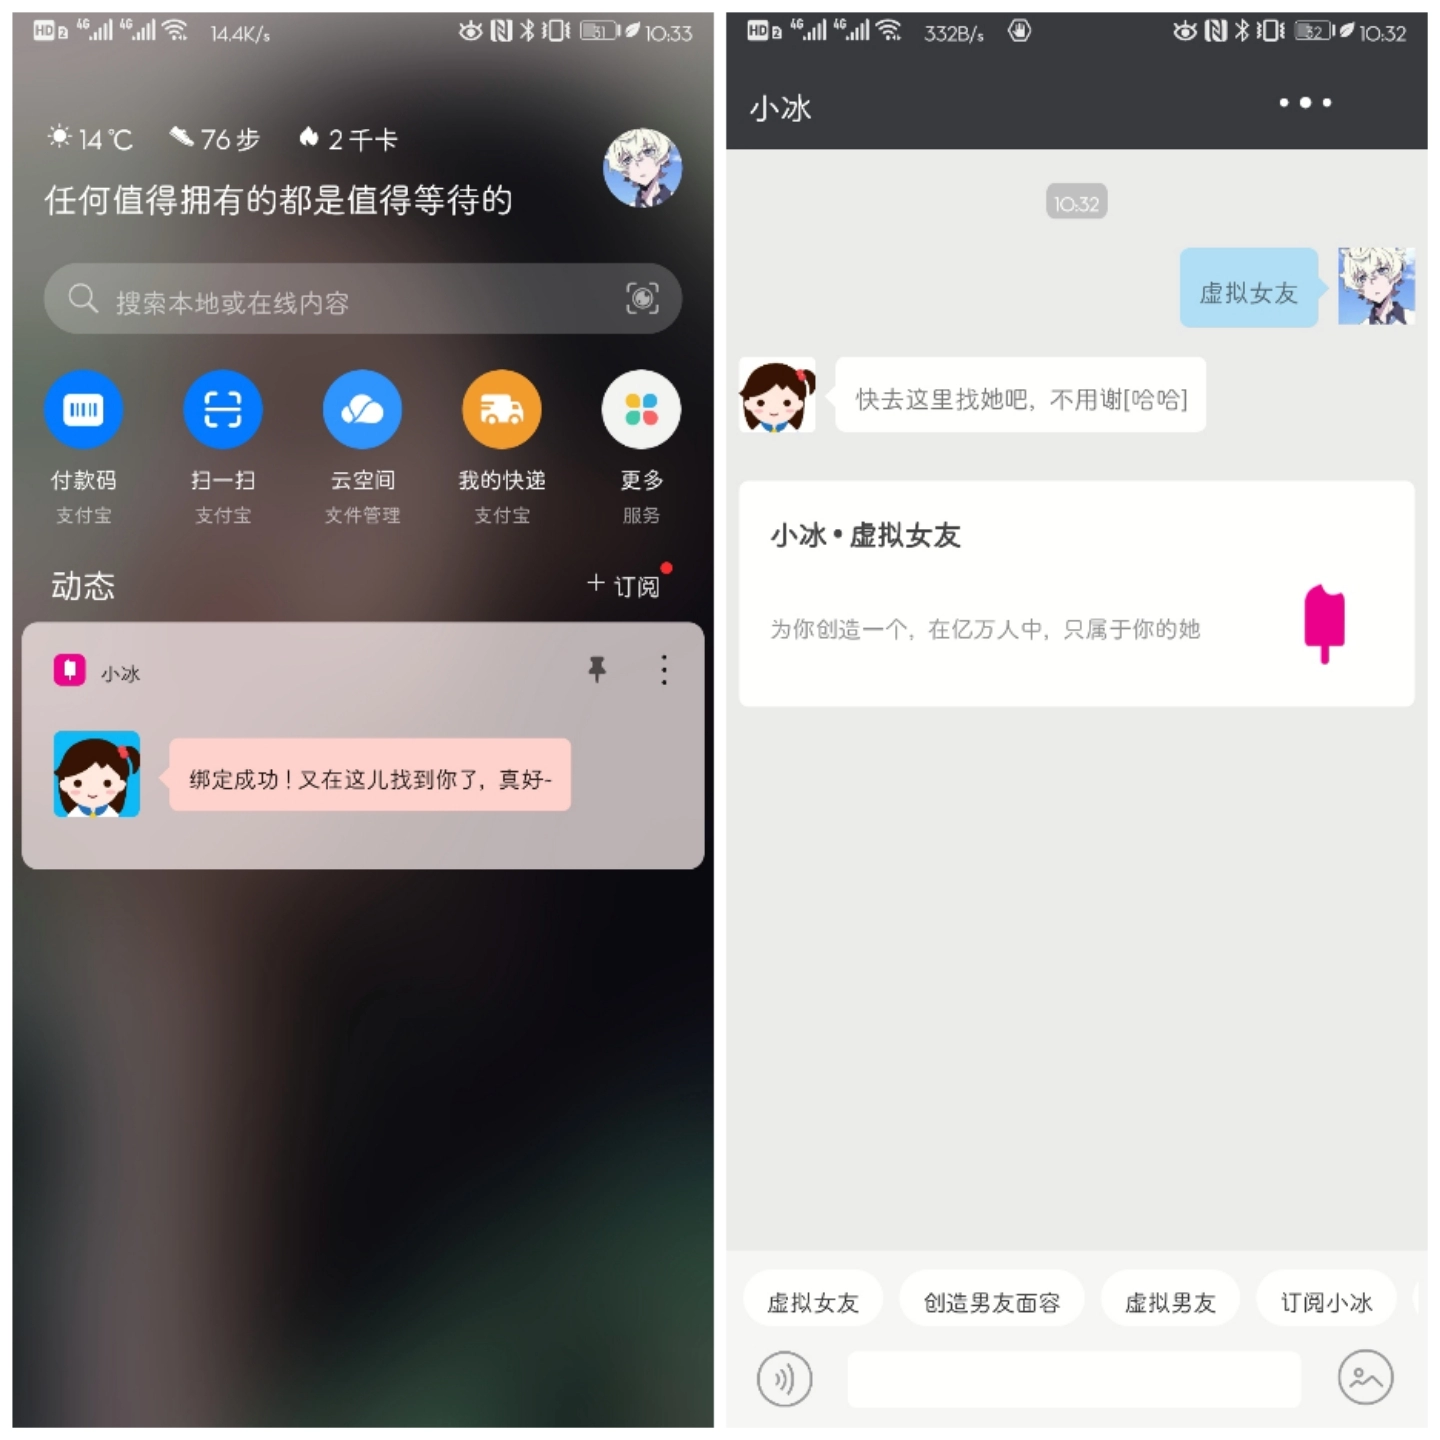 HD 2 4G 4G 14.4K/s 31 10:33
14℃ 76步 2千卡
任何值得拥有的都是值得等待的
搜索本地或在线内容
付款码 扫一扫 云空间 我的快递 更多
支付宝 支付宝 文件管理 支付宝 服务
动态 + 订阅
小冰
绑定成功！又在这儿找到你了，真好~
HD 2 4G 4G 332B/s 32 10:32
小冰
10:32
虚拟女友
快去这里找她吧，不用谢[哈哈]
小冰•虚拟女友
为你创造一个，在亿万人中，只属于你的她
虚拟女友 创造男友面容 虚拟男友 订阅小冰